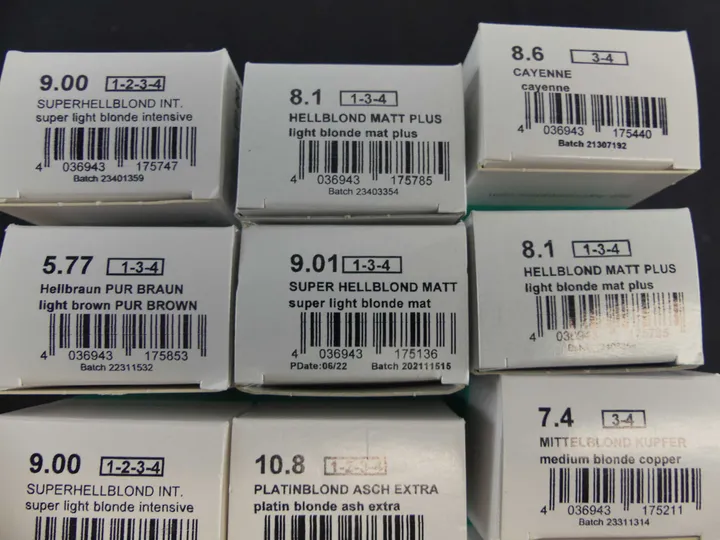 9.00 1-2-3-4
SUPERHELLBLOND INT.
super light blonde intensive
4 036943 175747
Batch 23401359
8.1 1-3-4
HELLBLOND MATT PLUS
light blonde mat plus
4 036943 175785
Batch 23403354
8.6 3-4
CAYENNE
cayenne
4 036943 175440
Batch 21307192
5.77 1-3-4
Hellbraun PUR BRAUN
light brown PUR BROWN
4 036943 175853
Batch 22311532
9.01 1-3-4
SUPER HELLBLOND MATT
super light blonde mat
4 036943 175136
PDate:06/22 Batch 202111515
8.1 1-3-4
HELLBLOND MATT PLUS
light blonde mat plus
4
9.00 1-2-3-4
SUPERHELLBLOND INT.
super light blonde intensive
10.8 1-2-3-4
PLATINBLOND ASCH EXTRA
platin blonde ash extra
7.4 3-4
MITTELBLOND KUPFER
medium blonde copper
4 036943 175211
Batch 23311314